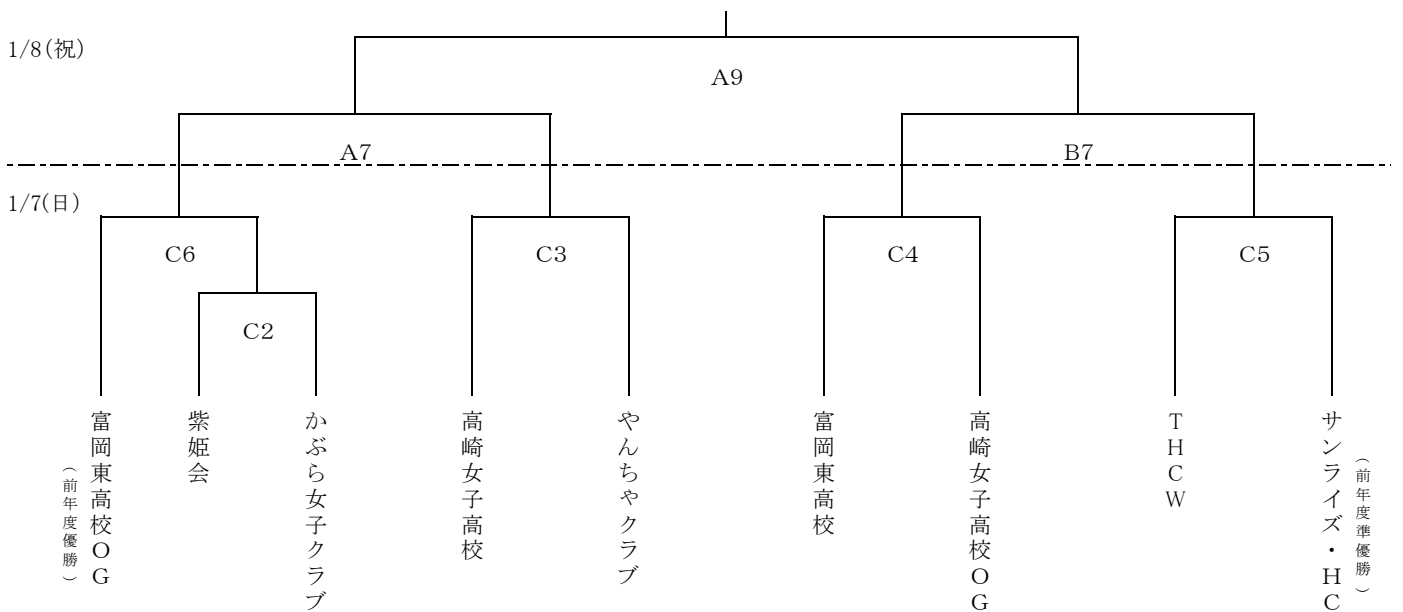 1/8(祝)
A9
A7
B7
1/7(日)
C6
C3
C4
C5
C2
富岡東高校OG
(前年度優勝)
紫姫会
かぶら女子クラブ
高崎女子高校
やんちゃクラブ
富岡東高校
高崎女子高校OG
THCW
サンライズ・HC
(前年度準優勝)